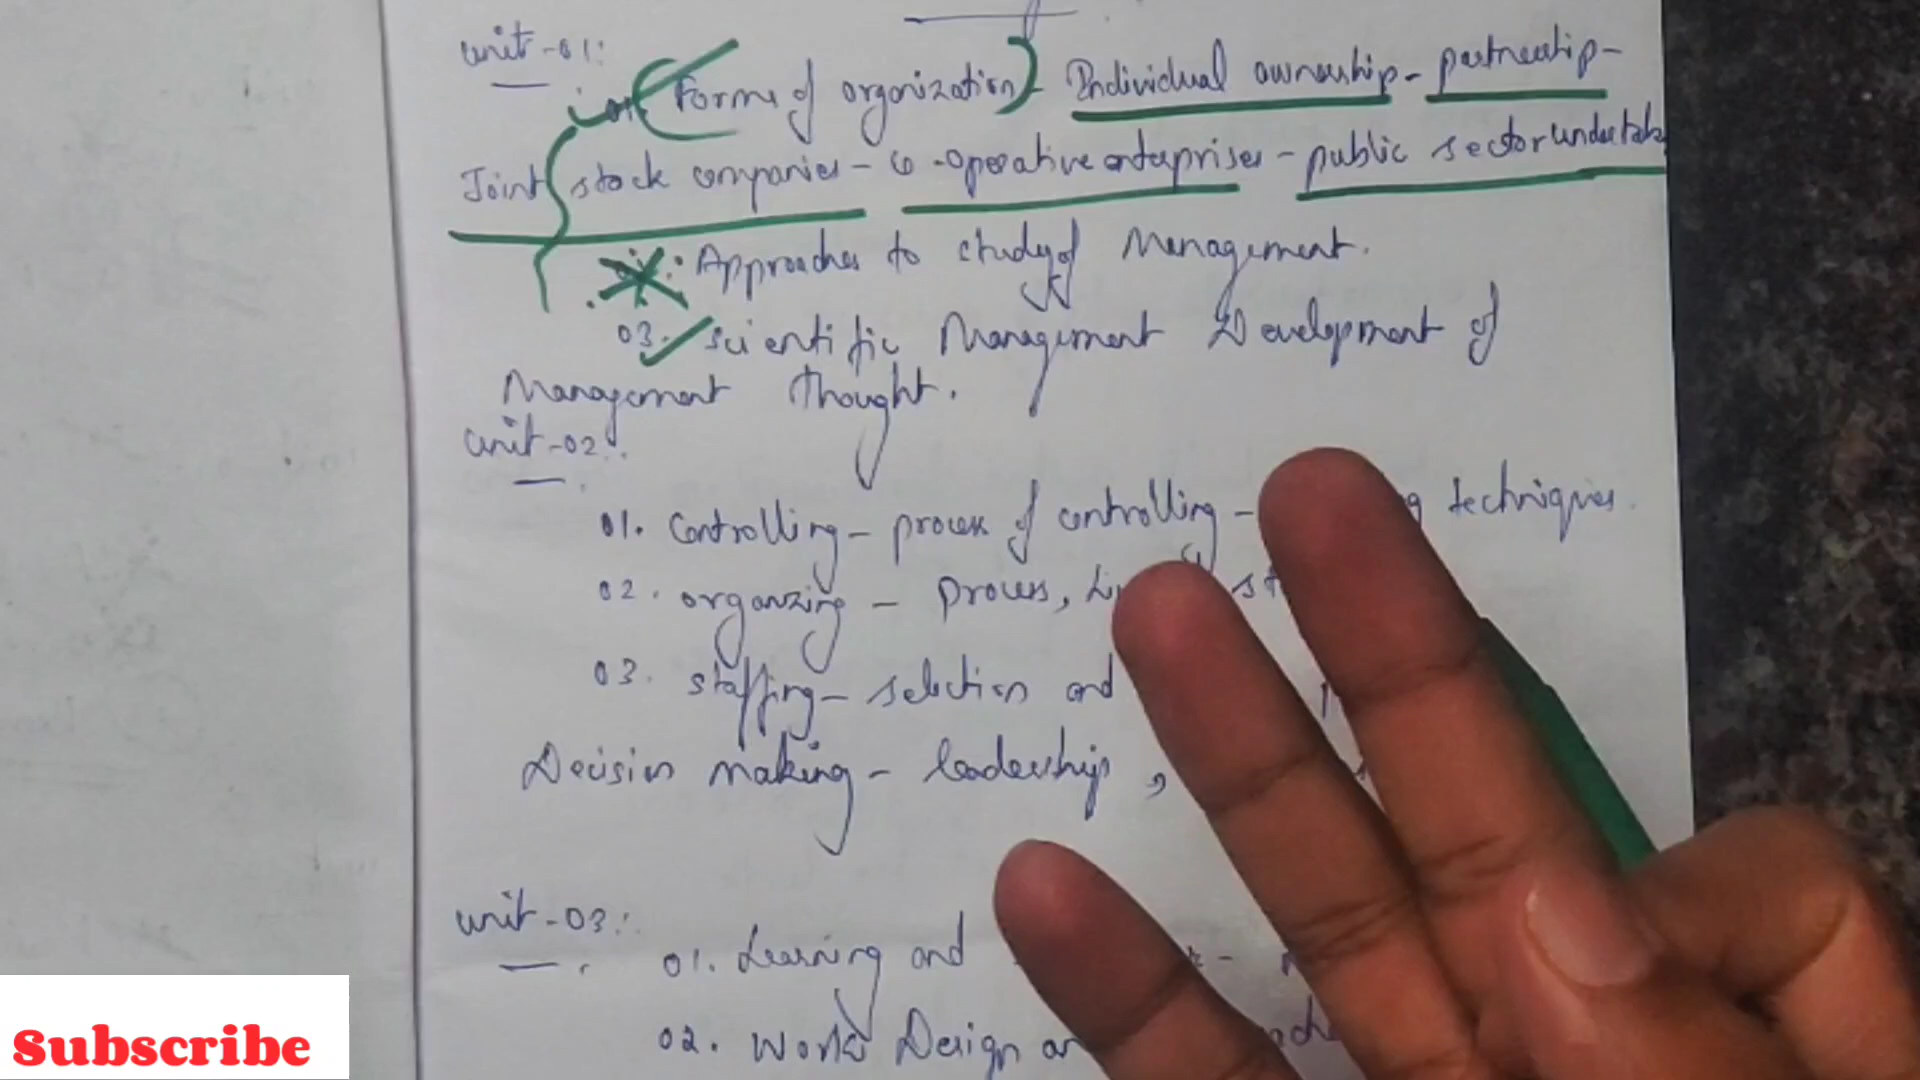 unit-01:
01. Forms of organization - Individual ownership - partnership -
Joint stock companies - Co-operative enterprises - public sector undertak
Approaches to study of Management.
03. Scientific Management Development of
Management thought.
unit-02:
01. Controlling - process of controlling - techniques.
02. organizing - process,
03. staffing - selection and
Decision making - leadership,
unit-03:
01. Learning and
02. Work Design
Subscribe